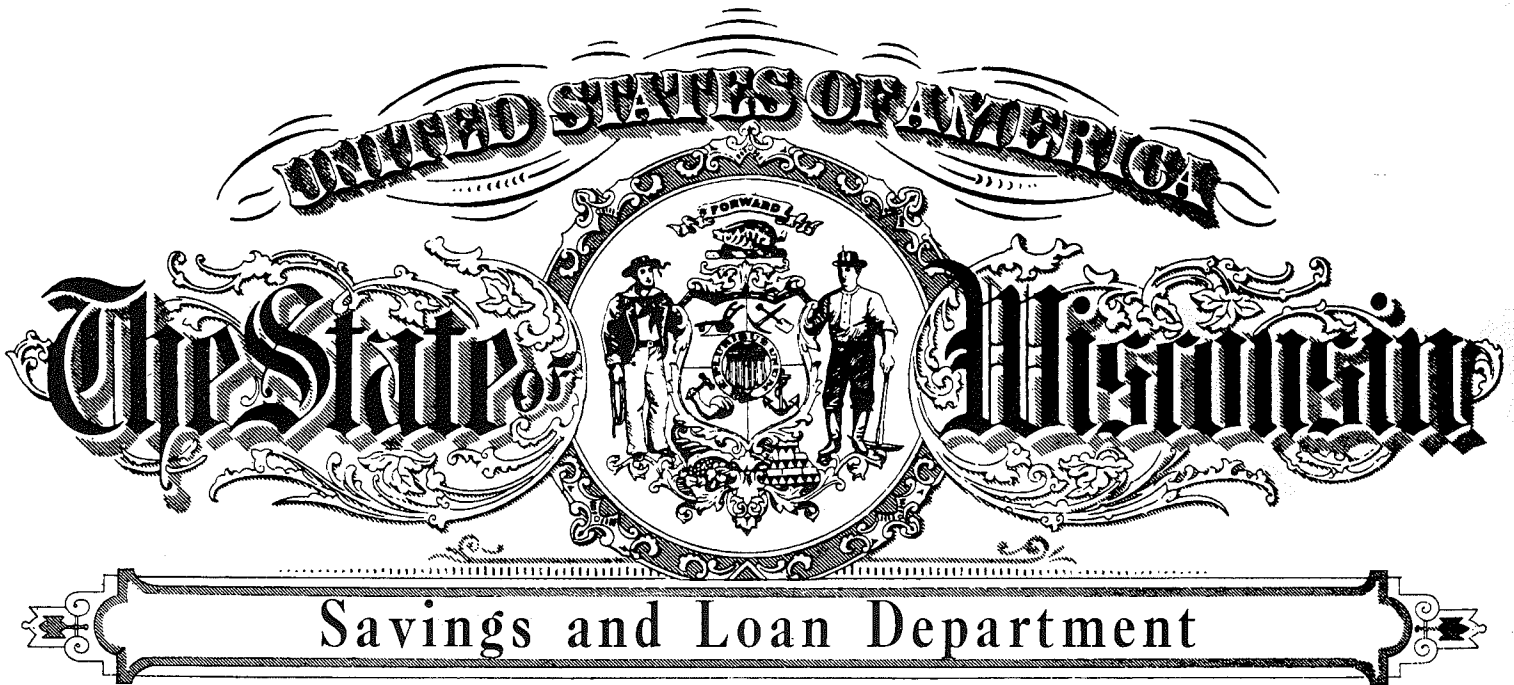 UNITED STATES OF AMERICA
FORWARD
The State of Wisconsin
Savings and Loan Department